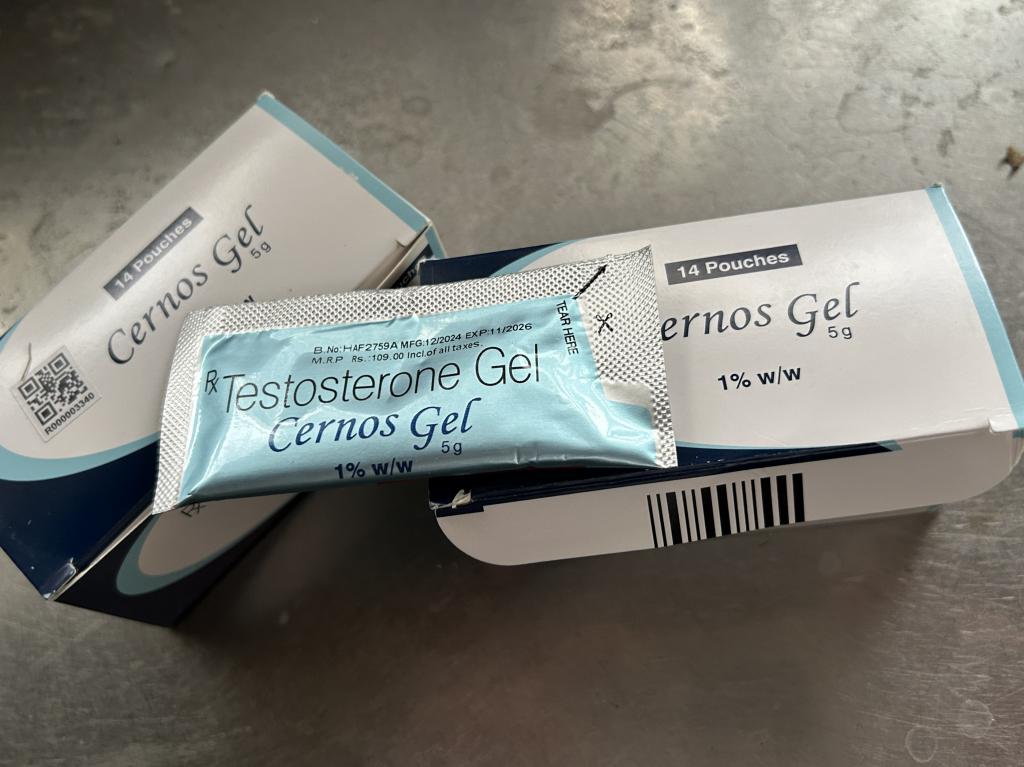 14 Pouches
Cernos Gel
5g
R000003340
B.No:HAF2759A MFG:12/2024 EXP:11/2026
M.R.P Rs.:109.00 Incl.of all taxes.
Rx Testosterone Gel
Cernos Gel
5g
1% w/w
TEAR HERE
14 Pouches
ernos Gel
5g
1% w/w